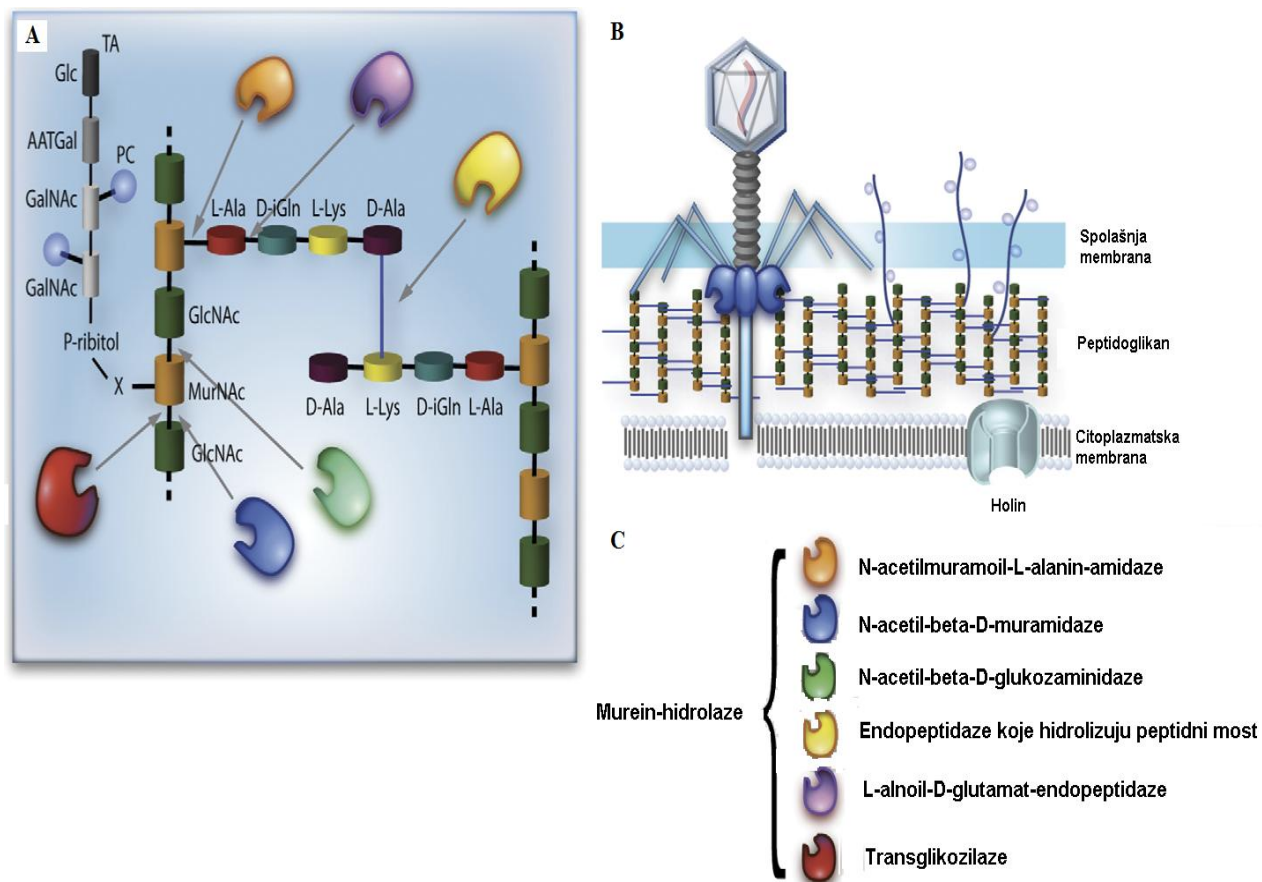 A
TA
Glc
AATGal
PC
GalNAc
GalNAc
P-ribitol
X
L-Ala D-iGln L-Lys D-Ala
GlcNAc
MurNAc
GlcNAc
D-Ala L-Lys D-iGln L-Ala
B
Spolašnja
membrana
Peptidoglikan
Citoplazmatska
membrana
Holin
C
Murein-hidrolaze
N-acetilmuramoil-L-alanin-amidaze
N-acetil-beta-D-muramidaze
N-acetil-beta-D-glukozaminidaze
Endopeptidaze koje hidrolizuju peptidni most
L-alnoil-D-glutamat-endopeptidaze
Transglikozilaze